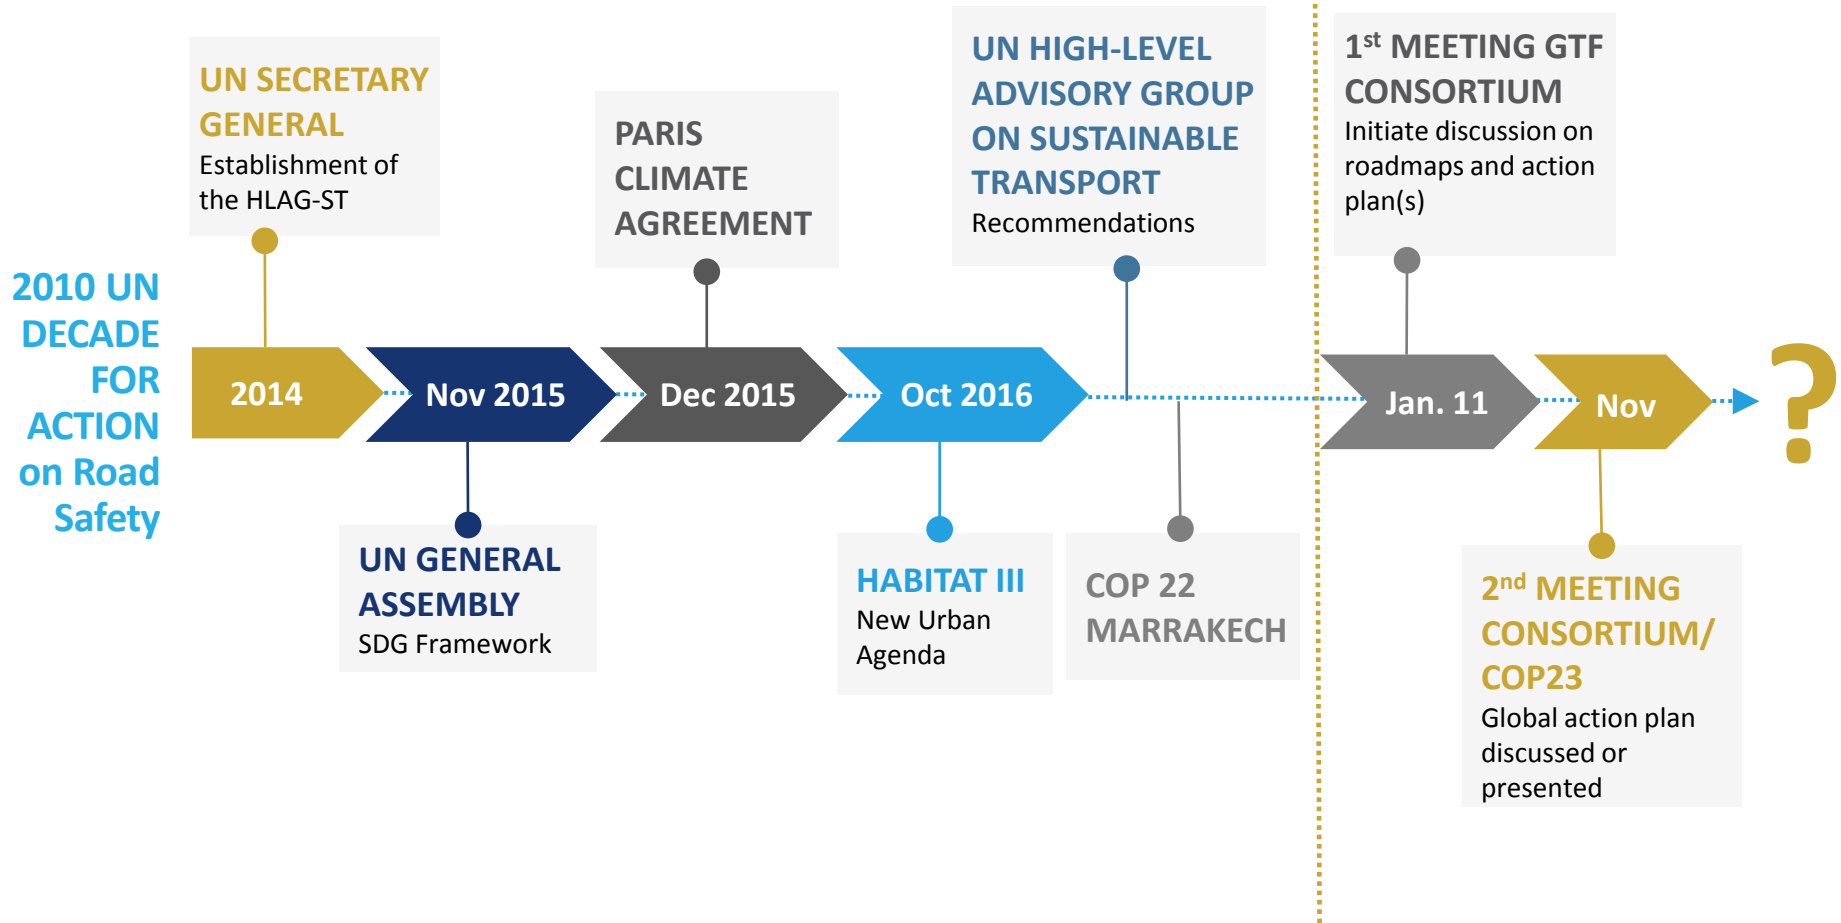 2010 UN
DECADE
FOR
ACTION
on Road
Safety
UN SECRETARY
GENERAL
Establishment of
the HLAG-ST
2014
Nov 2015
UN GENERAL
ASSEMBLY
SDG Framework
PARIS
CLIMATE
AGREEMENT
Dec 2015
Oct 2016
HABITAT III
New Urban
Agenda
UN HIGH-LEVEL
ADVISORY GROUP
ON SUSTAINABLE
TRANSPORT
Recommendations
COP 22
MARRAKECH
1st MEETING GTF
CONSORTIUM
Initiate discussion on
roadmaps and action
plan(s)
Jan. 11
Nov
2nd MEETING
CONSORTIUM/
COP23
Global action plan
discussed or
presented
?